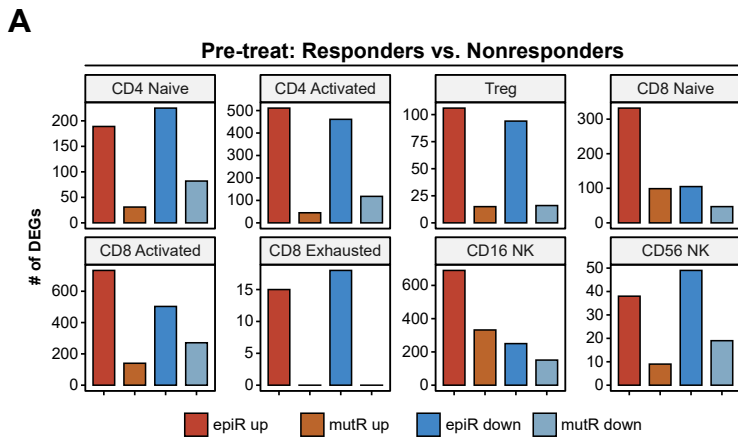 A
Pre-treat: Responders vs. Nonresponders
CD4 Naive
CD4 Activated
Treg
CD8 Naive
200
150
100
50
0
500
400
300
200
100
0
100
75
50
25
0
300
200
100
0
# of DEGs
CD8 Activated
CD8 Exhausted
CD16 NK
CD56 NK
600
400
200
0
15
10
5
0
600
400
200
0
50
40
30
20
10
0
epiR up
mutR up
epiR down
mutR down